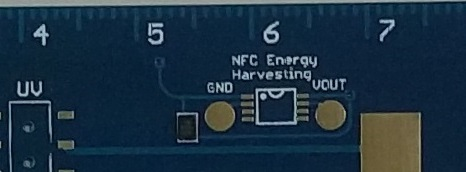 4 5 6 7
NFC Energy
Harvesting
UV GND VOUT